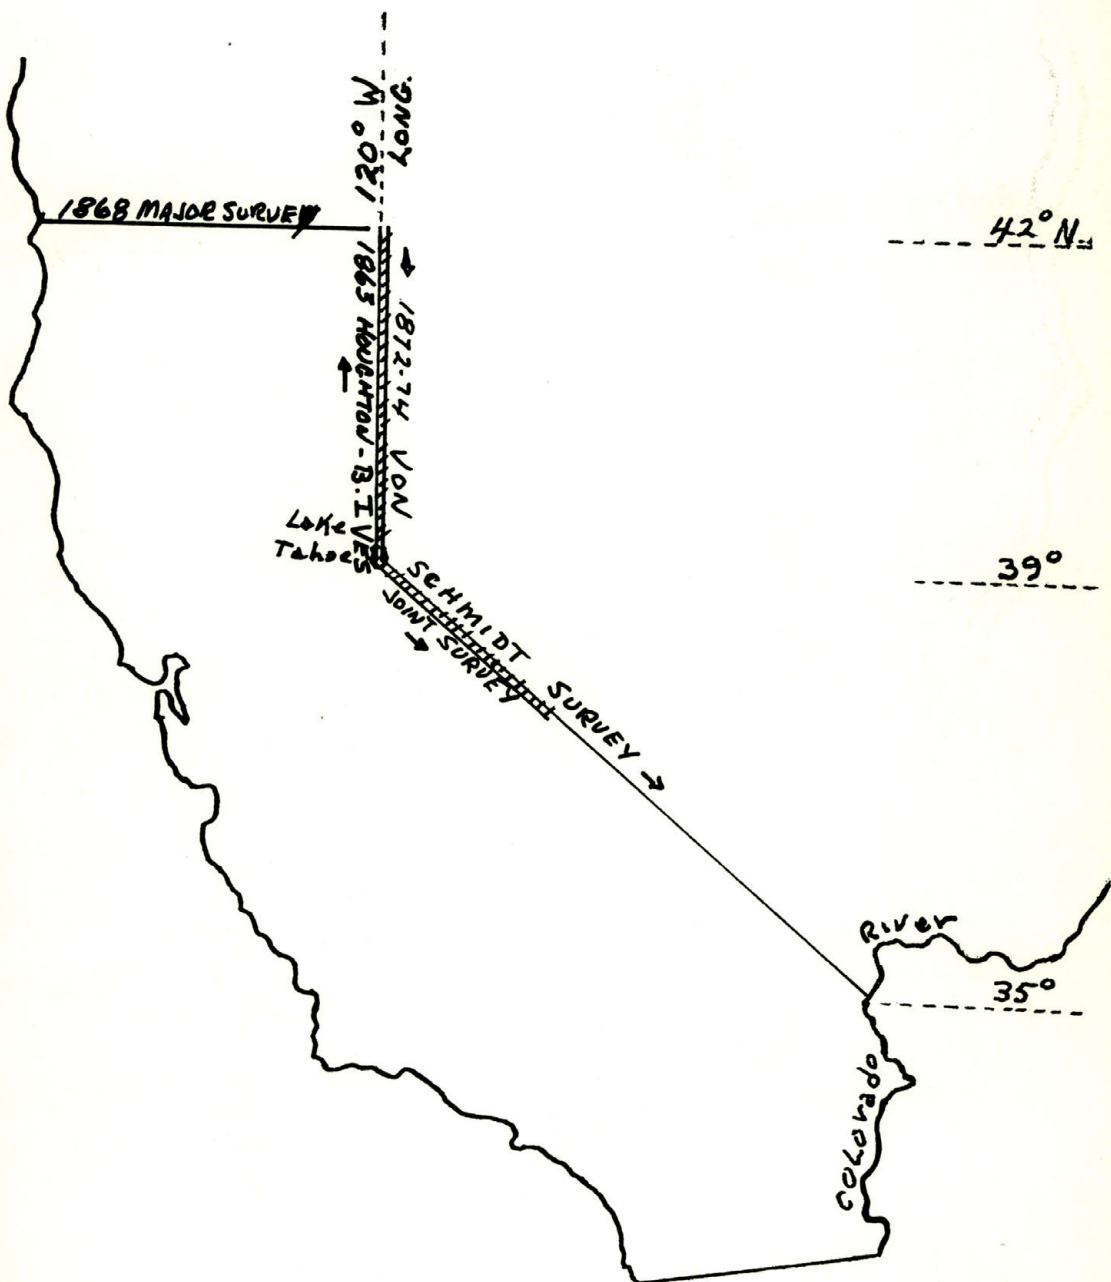 120° W
LONG.
1868 MAJOR SURVEY
42° N.
1863 HOUGHTON - B. IVES
1872-74 VON
SCHMIDT SURVEY
Lake
Tahoe
39°
JOINT SURVEY
River
35°
COLOrado